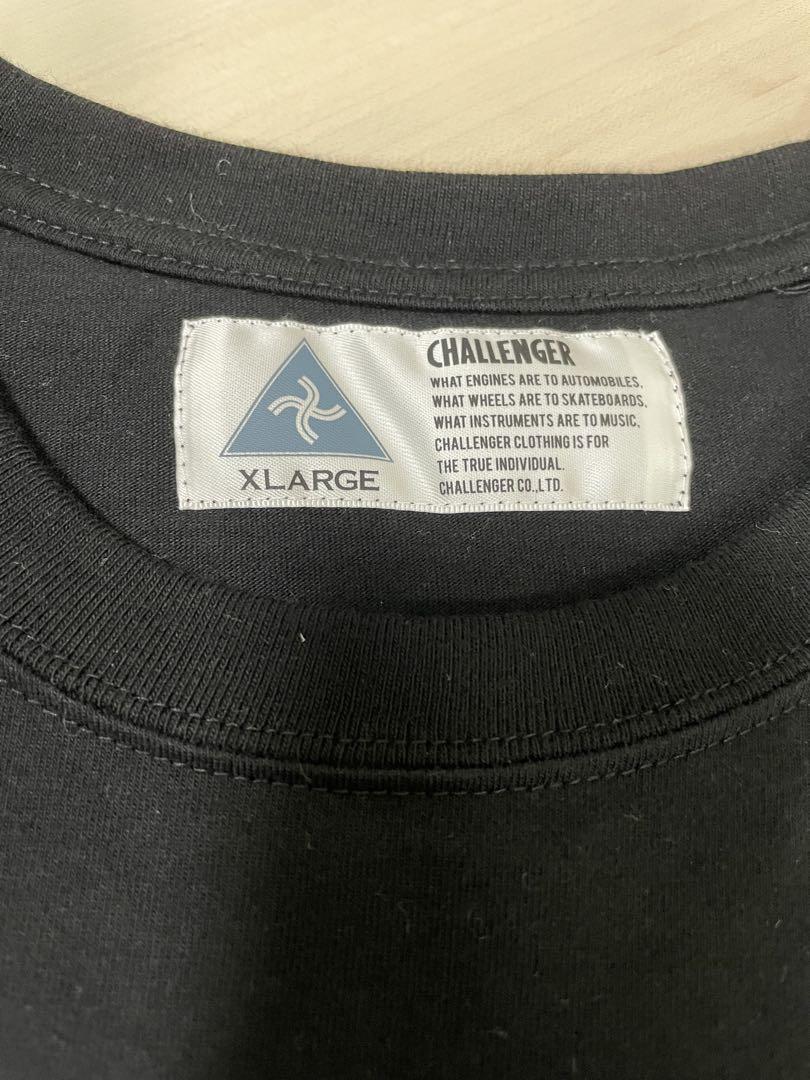 XLARGE
CHALLENGER
WHAT ENGINES ARE TO AUTOMOBILES,
WHAT WHEELS ARE TO SKATEBOARDS,
WHAT INSTRUMENTS ARE TO MUSIC,
CHALLENGER CLOTHING IS FOR
THE TRUE INDIVIDUAL.
CHALLENGER CO.,LTD.